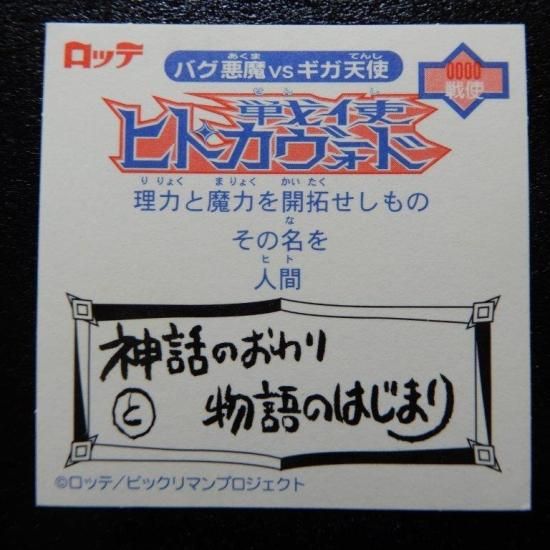 ロッテ
バグ悪魔vsギガ天使
あくま
てんし
0000
戦使
せんし
戦使
ヒトカヴォード
りりょく まりょく かいたく
理力と魔力を開拓せしもの
な
その名を
ヒト
人間
神話のおわり
と 物語のはじまり
©ロッテ/ビックリマンプロジェクト